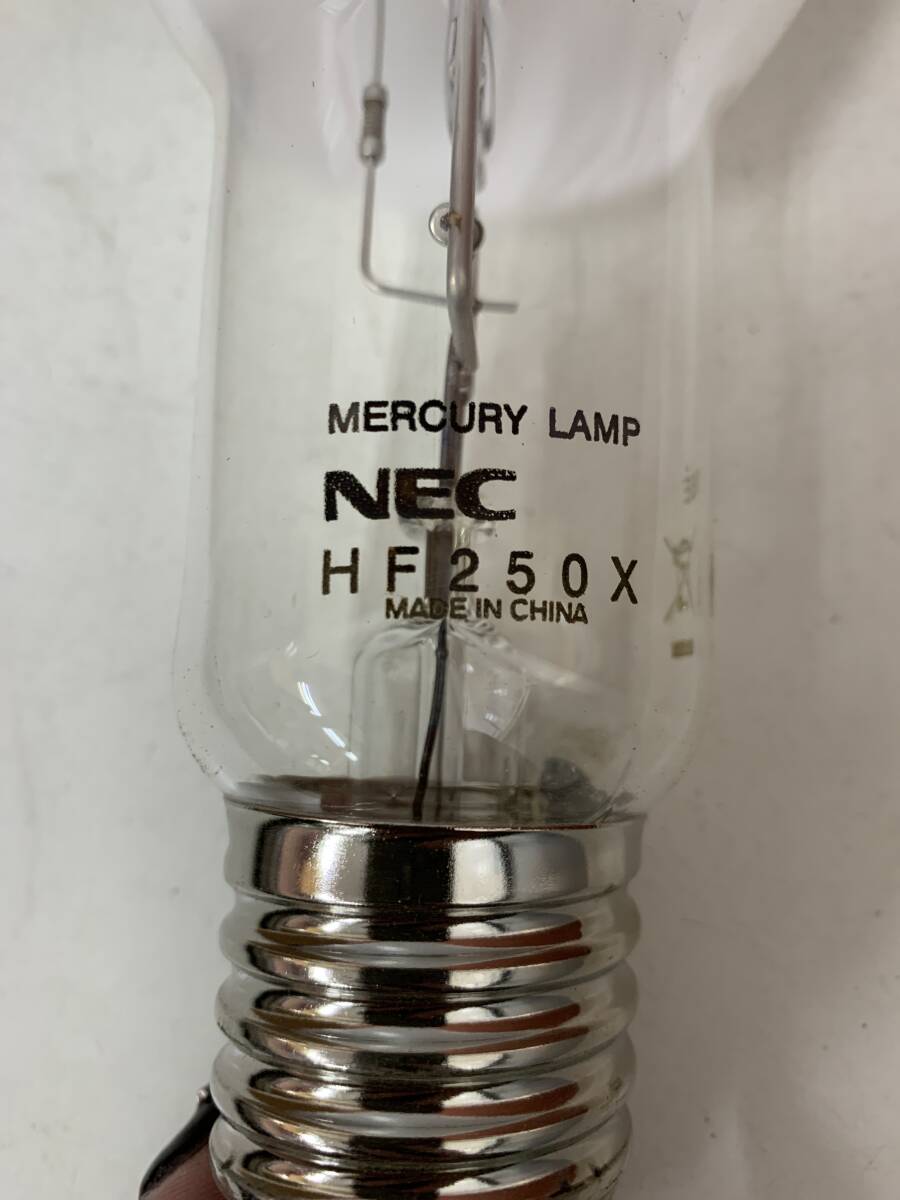 MERCURY LAMP
NEC
HF250X
MADE IN CHINA